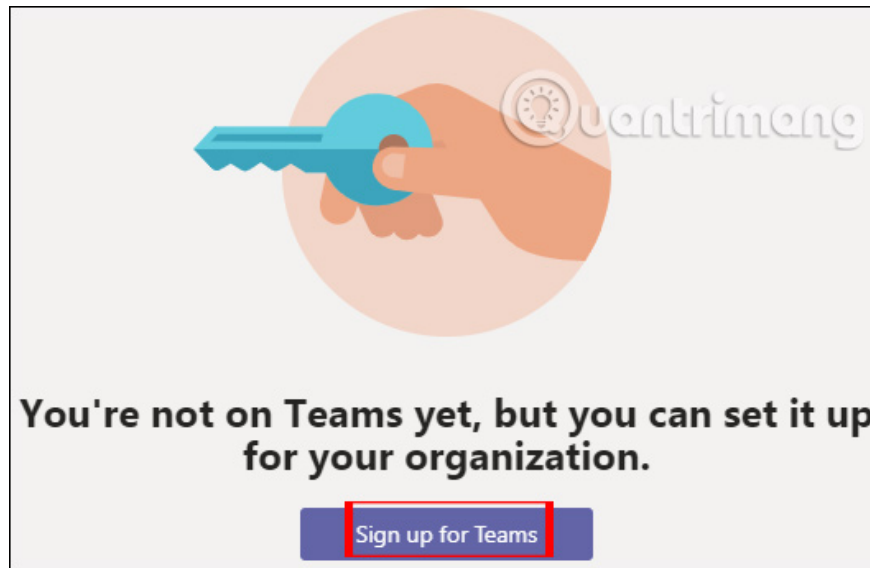 Quantrimang
You're not on Teams yet, but you can set it up
for your organization.
Sign up for Teams